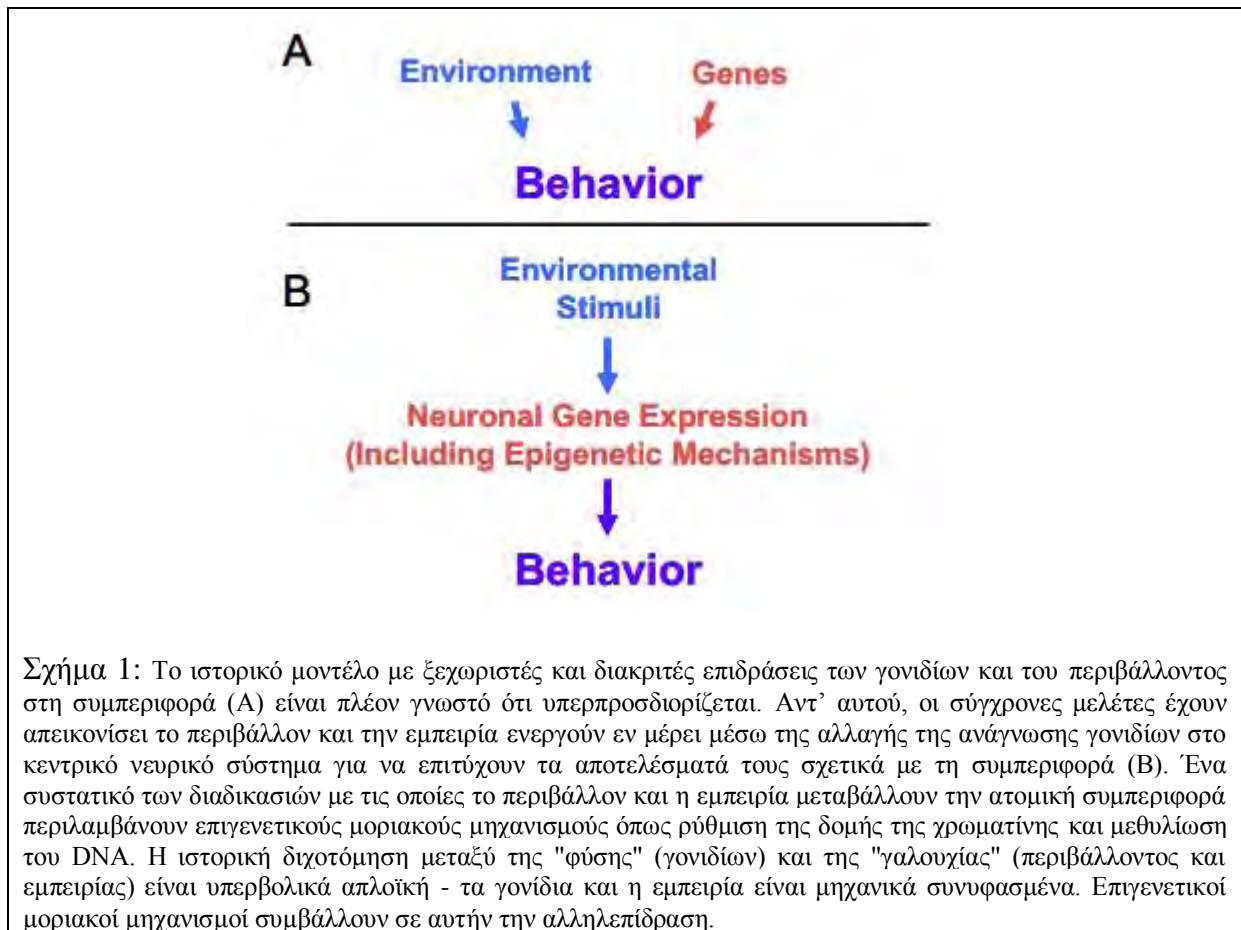 A
Environment Genes
Behavior
B
Environmental
Stimuli
Neuronal Gene Expression
(Including Epigenetic Mechanisms)
Behavior
Σχήμα 1: Το ιστορικό μοντέλο με ξεχωριστές και διακριτές επιδράσεις των γονιδίων και του περιβάλλοντος
στη συμπεριφορά (Α) είναι πλέον γνωστό ότι υπερπροσδιορίζεται. Αντ’ αυτού, οι σύγχρονες μελέτες έχουν
απεικονίσει το περιβάλλον και την εμπειρία ενεργούν εν μέρει μέσω της αλλαγής της ανάγνωσης γονιδίων στο
κεντρικό νευρικό σύστημα για να επιτύχουν τα αποτελέσματά τους σχετικά με τη συμπεριφορά (Β). Ένα
συστατικό των διαδικασιών με τις οποίες το περιβάλλον και η εμπειρία μεταβάλλουν την ατομική συμπεριφορά
περιλαμβάνουν επιγενετικούς μοριακούς μηχανισμούς όπως ρύθμιση της δομής της χρωματίνης και μεθυλίωση
του DNA. Η ιστορική διχοτόμηση μεταξύ της "φύσης" (γονιδίων) και της "γαλουχίας" (περιβάλλοντος και
εμπειρίας) είναι υπερβολικά απλοϊκή - τα γονίδια και η εμπειρία είναι μηχανικά συνυφασμένα. Επιγενετικοί
μοριακοί μηχανισμοί συμβάλλουν σε αυτήν την αλληλεπίδραση.